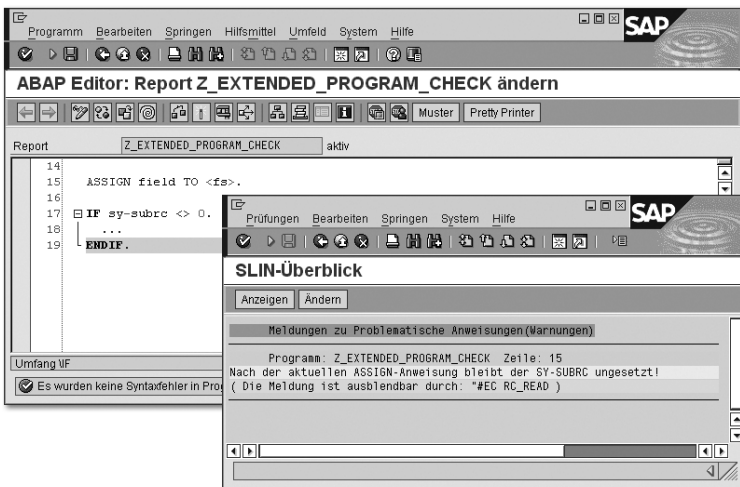 Programm Bearbeiten Springen Hilfsmittel Umfeld System Hilfe
SAP
ABAP Editor: Report Z_EXTENDED_PROGRAM_CHECK ändern
Muster Pretty Printer
Report Z_EXTENDED_PROGRAM_CHECK aktiv
14
15 ASSIGN field TO <fs>.
16
17 IF sy-subrc <> 0.
18 ...
19 ENDIF.
Umfang \IF
Es wurden keine Syntaxfehler in Pro
Prüfungen Bearbeiten Springen System Hilfe
SAP
SLIN-Überblick
Anzeigen Ändern
Meldungen zu Problematische Anweisungen(Warnungen)
Programm: Z_EXTENDED_PROGRAM_CHECK Zeile: 15
Nach der aktuellen ASSIGN-Anweisung bleibt der SY-SUBRC ungesetzt!
( Die Meldung ist ausblendbar durch: "#EC RC_READ )